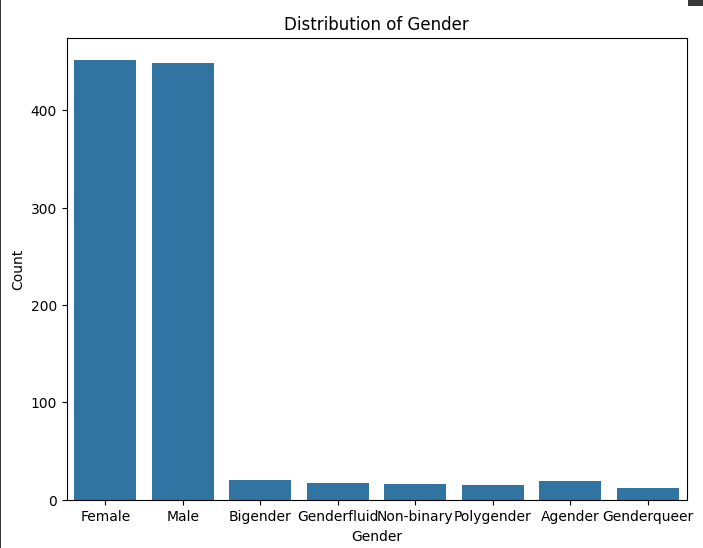 Distribution of Gender
400
300
200
100
0
Count
Female Male Bigender Genderfluid Non-binary Polygender Agender Genderqueer
Gender